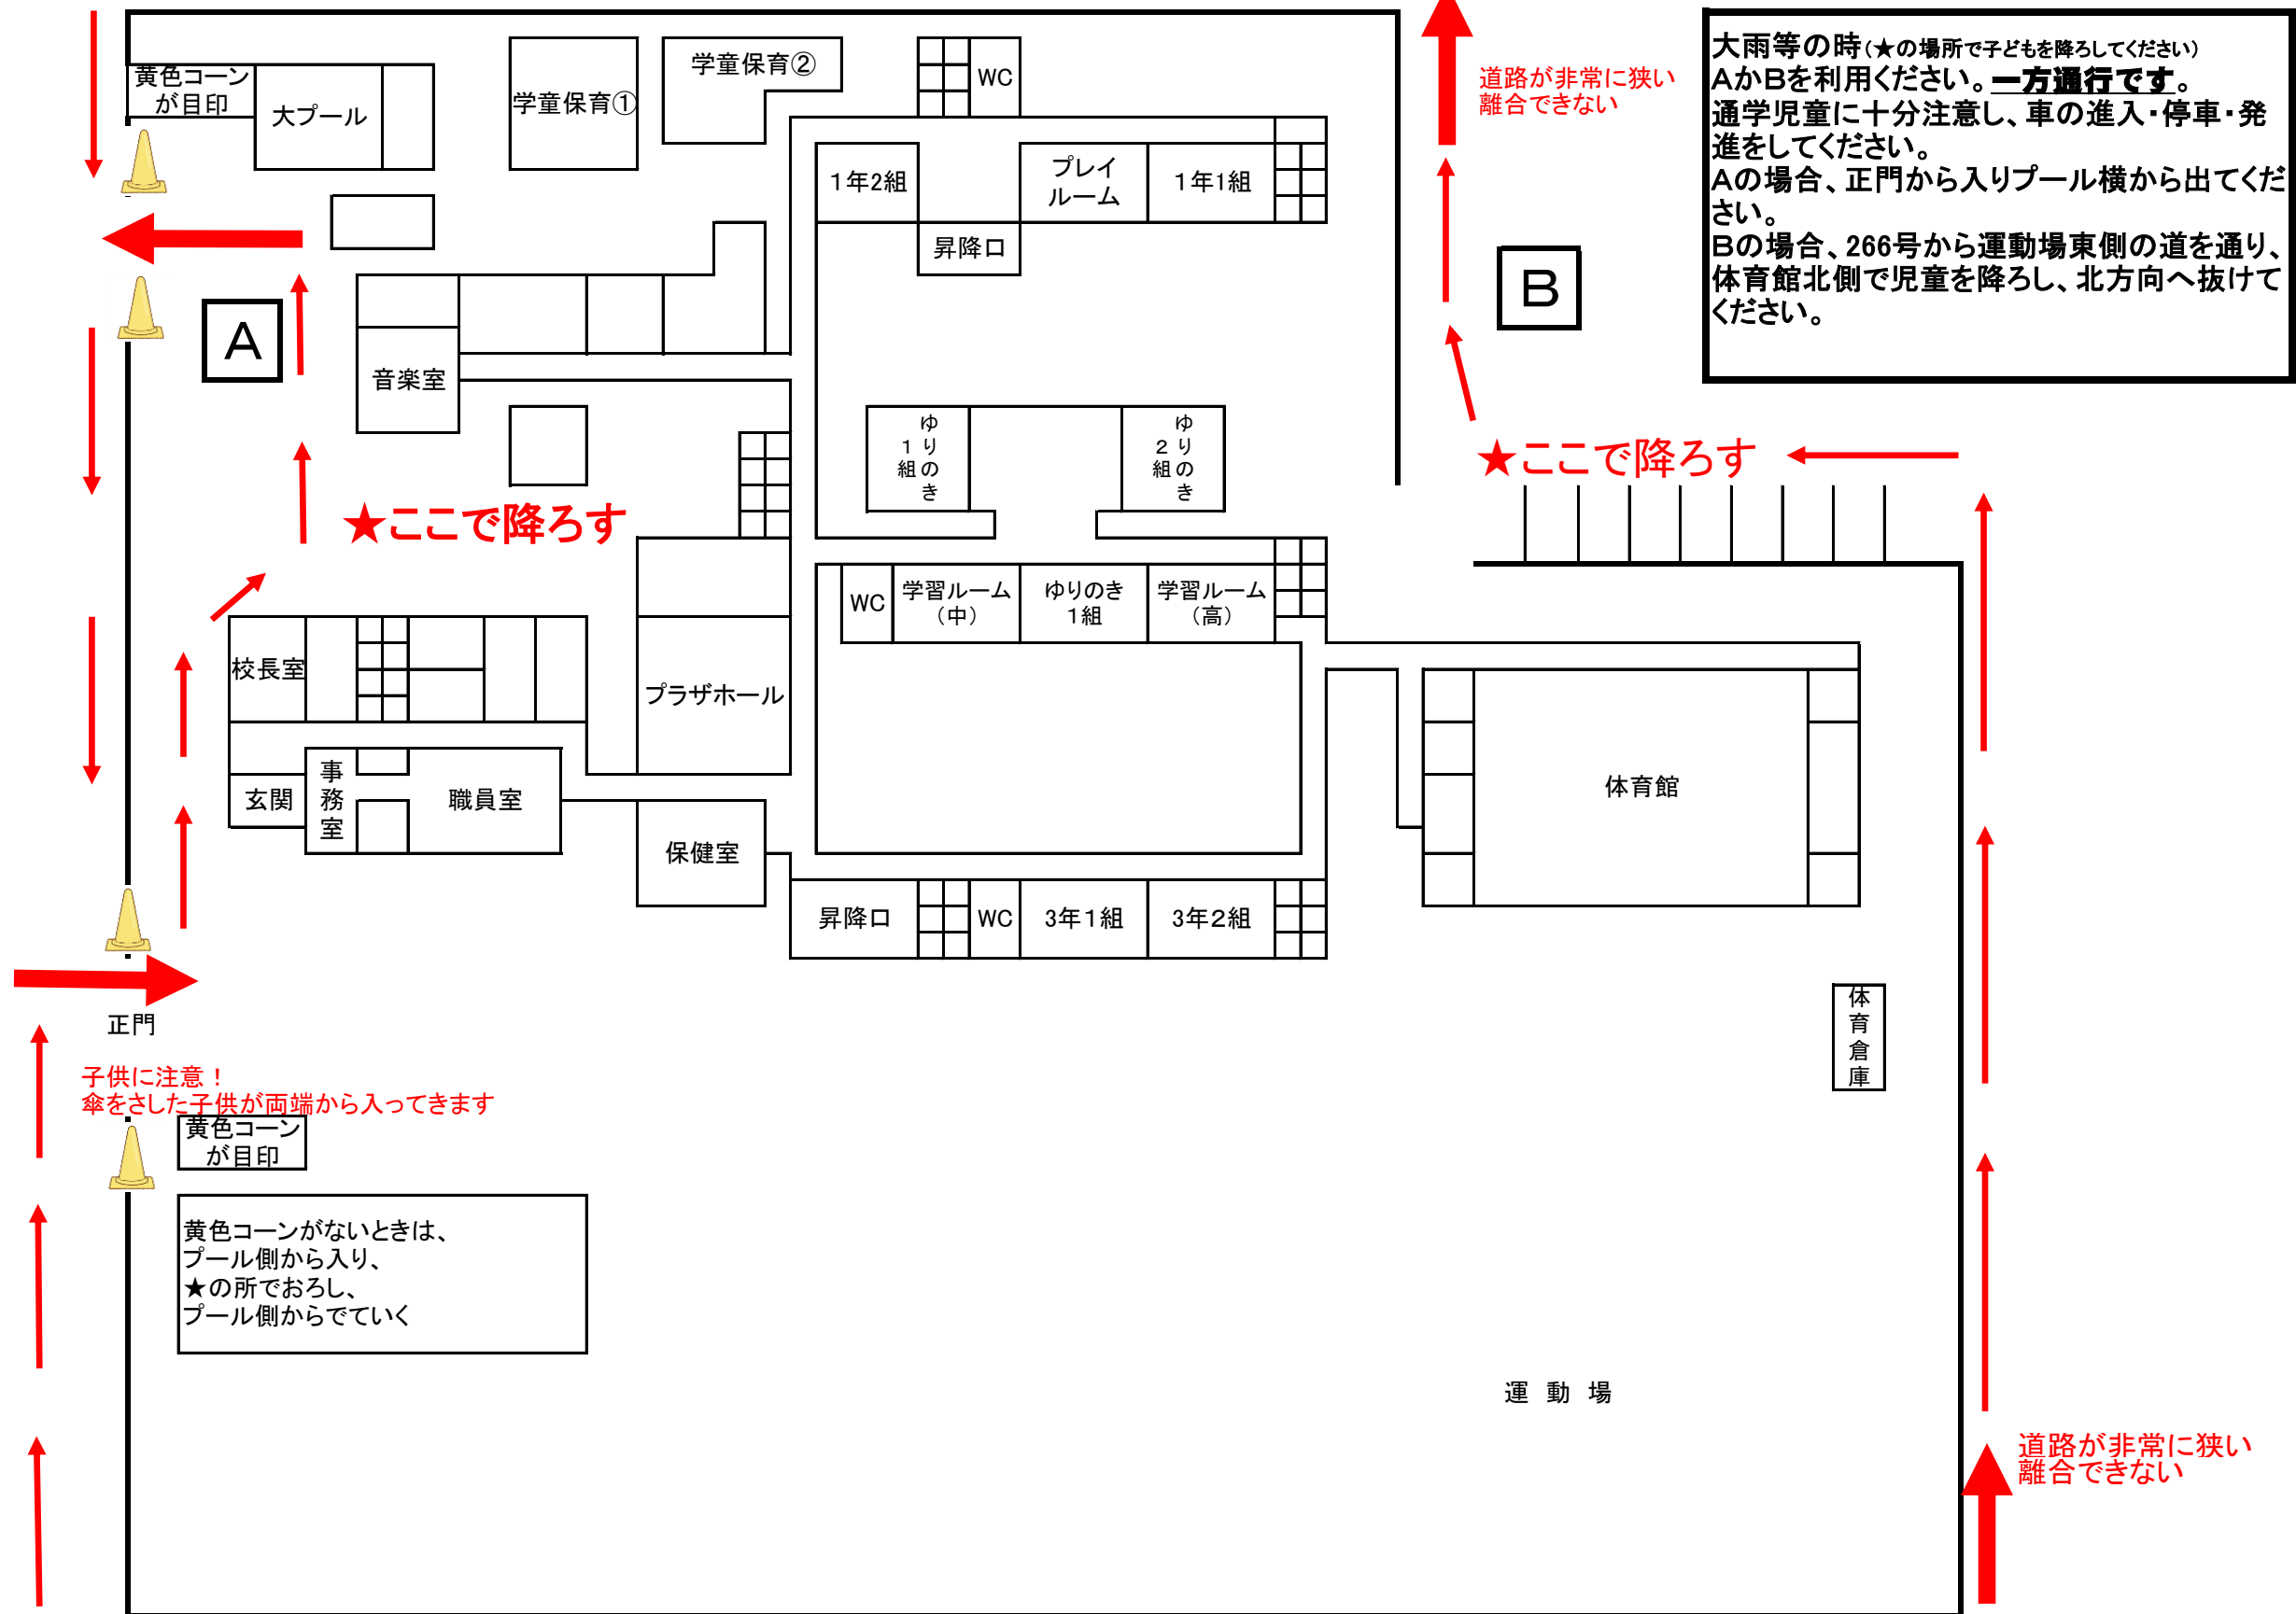 大雨等の時(★の場所で子どもを降ろしてください)
AかBを利用ください。一方通行です。
通学児童に十分注意し、車の進入・停車・発
進をしてください。
Aの場合、正門から入りプール横から出てくだ
さい。
Bの場合、266号から運動場東側の道を通り、
体育館北側で児童を降ろし、北方向へ抜けて
ください。
道路が非常に狭い
離合できない
黄色コーン
が目印
大プール
学童保育①
学童保育②
WC
1年2組
プレイ
ルーム
1年1組
昇降口
A
B
音楽室
ゆりのき
1組
ゆりのき
2組
★ここで降ろす
★ここで降ろす
WC
学習ルーム
(中)
ゆりのき
1組
学習ルーム
(高)
校長室
プラザホール
玄関
事務室
職員室
保健室
体育館
昇降口
WC
3年1組
3年2組
正門
体育倉庫
子供に注意!
傘をさした子供が両端から入ってきます
黄色コーン
が目印
黄色コーンがないときは、
プール側から入り、
★の所でおろし、
プール側からでていく
運 動 場
道路が非常に狭い
離合できない